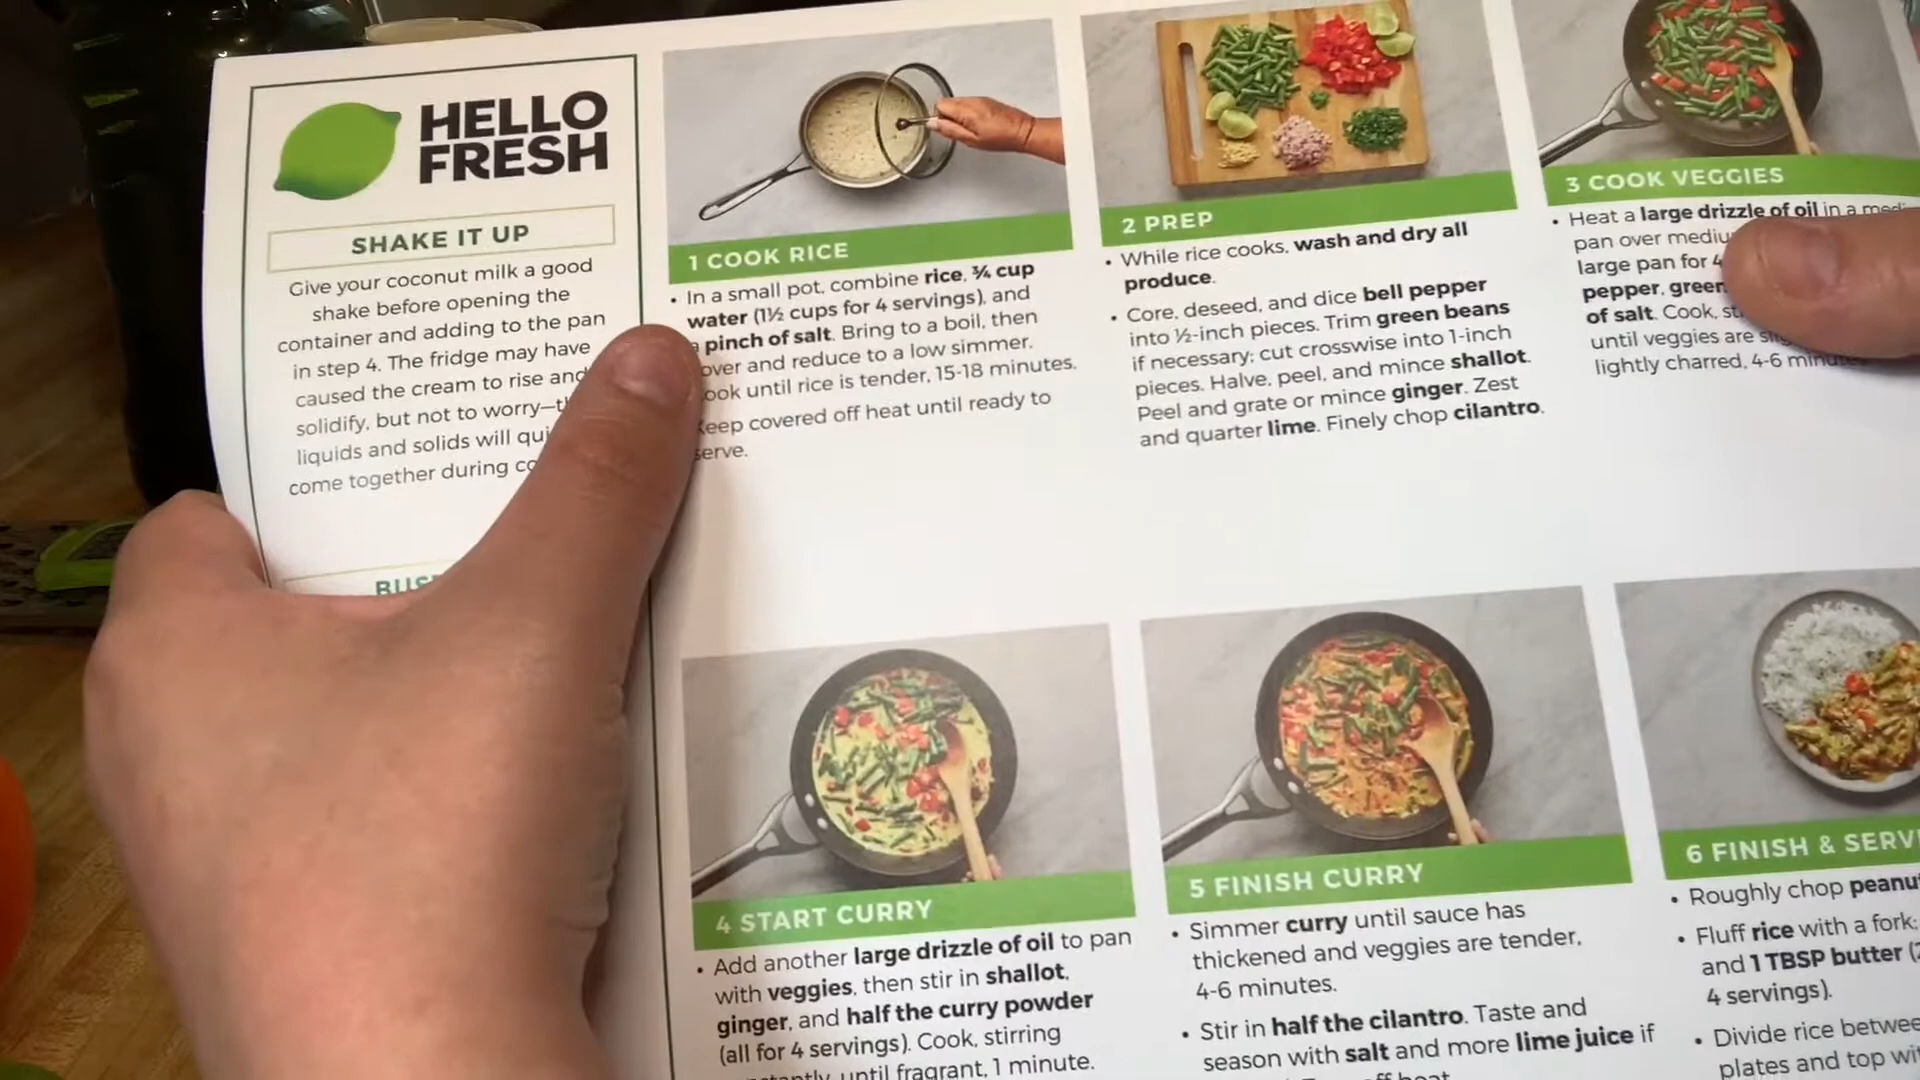 HELLO
FRESH
SHAKE IT UP
Give your coconut milk a good
shake before opening the
container and adding to the pan
in step 4. The fridge may have
caused the cream to rise and
solidify, but not to worry—
liquids and solids will
come together during
1 COOK RICE
• In a small pot, combine rice, ¾ cup
water (1½ cups for 4 servings), and
pinch of salt. Bring to a boil, then
and reduce to a low simmer.
until rice is tender, 15-18 minutes.
Keep covered off heat until ready to
serve.
2 PREP
• While rice cooks, wash and dry all
produce.
• Core, deseed, and dice bell pepper
into ½-inch pieces. Trim green beans
if necessary; cut crosswise into 1-inch
pieces. Halve, peel, and mince shallot.
Peel and grate or mince ginger. Zest
and quarter lime. Finely chop cilantro.
3 COOK VEGGIES
• Heat a large drizzle of oil in a
pan over
large pan for 4
pepper, green
of salt. Cook,
until veggies are
lightly charred, 4-6 minutes
4 START CURRY
• Add another large drizzle of oil to pan
with veggies, then stir in shallot,
ginger, and half the curry powder
(all for 4 servings). Cook, stirring
until fragrant, 1 minute.
5 FINISH CURRY
• Simmer curry until sauce has
thickened and veggies are tender,
4-6 minutes.
• Stir in half the cilantro. Taste and
season with salt and more lime juice if
off heat
6 FINISH & SERV
• Roughly chop
• Fluff rice with a fork;
and 1 TBSP butter (2
4 servings).
• Divide rice between
plates and top